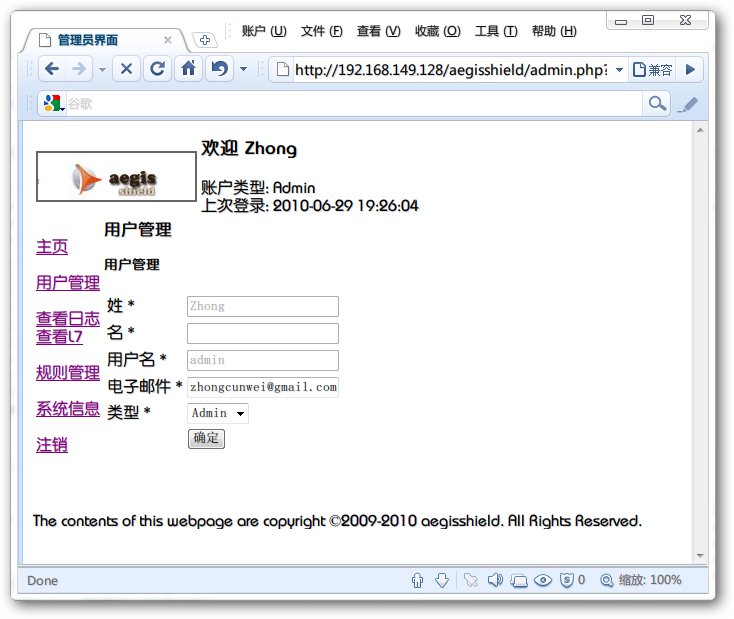 账户 (U) 文件 (F) 查看 (V) 收藏 (O) 工具 (T) 帮助 (H)
管理员界面
http://192.168.149.128/aegisshield/admin.php?
兼容
谷歌
aegis
shield
欢迎 Zhong
账户类型: Admin
上次登录: 2010-06-29 19:26:04
主页
用户管理
查看日志
查看l7
规则管理
系统信息
注销
用户管理
用户管理
姓 * Zhong
名 *
用户名 * admin
电子邮件 * zhongcunwei@gmail.com
类型 * Admin
确定
The contents of this webpage are copyright ©2009-2010 aegisshield. All Rights Reserved.
Done
0
缩放: 100%